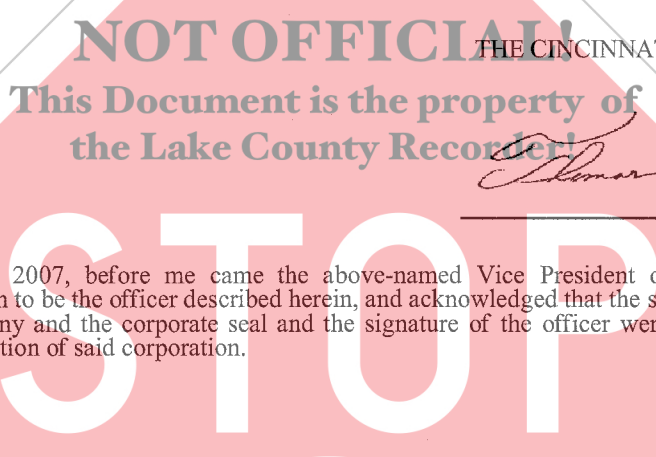 NOT OFFICIAL!
THE CINCINNA
This Document is the property of
the Lake County Recorder!
STOP
2007, before me came the above-named Vice President
to be the officer described herein, and acknowledged that the s
ny and the corporate seal and the signature of the officer wer
tion of said corporation.